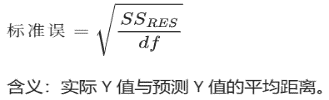 标准误 = √(SS_RES / df)
含义：实际 Y 值与预测 Y 值的平均距离。